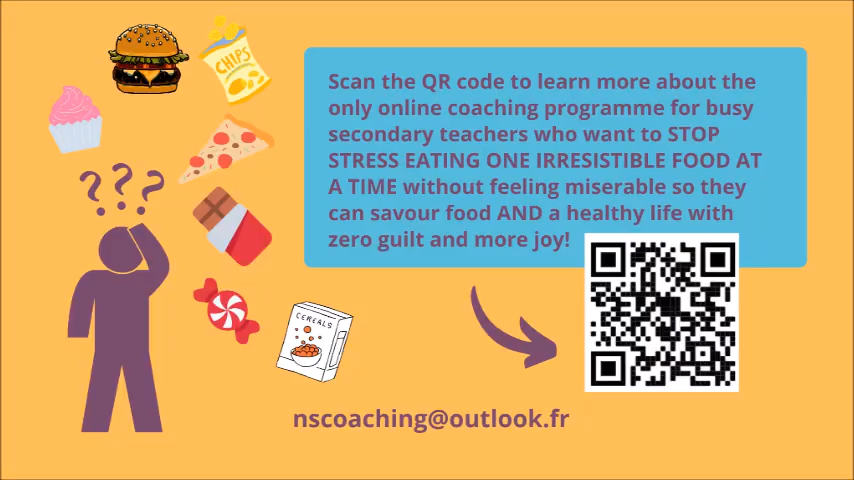 CHIPS
Scan the QR code to learn more about the
only online coaching programme for busy
secondary teachers who want to STOP
STRESS EATING ONE IRRESISTIBLE FOOD AT
A TIME without feeling miserable so they
can savour food AND a healthy life with
zero guilt and more joy!
???
CEREALS
nscoaching@outlook.fr